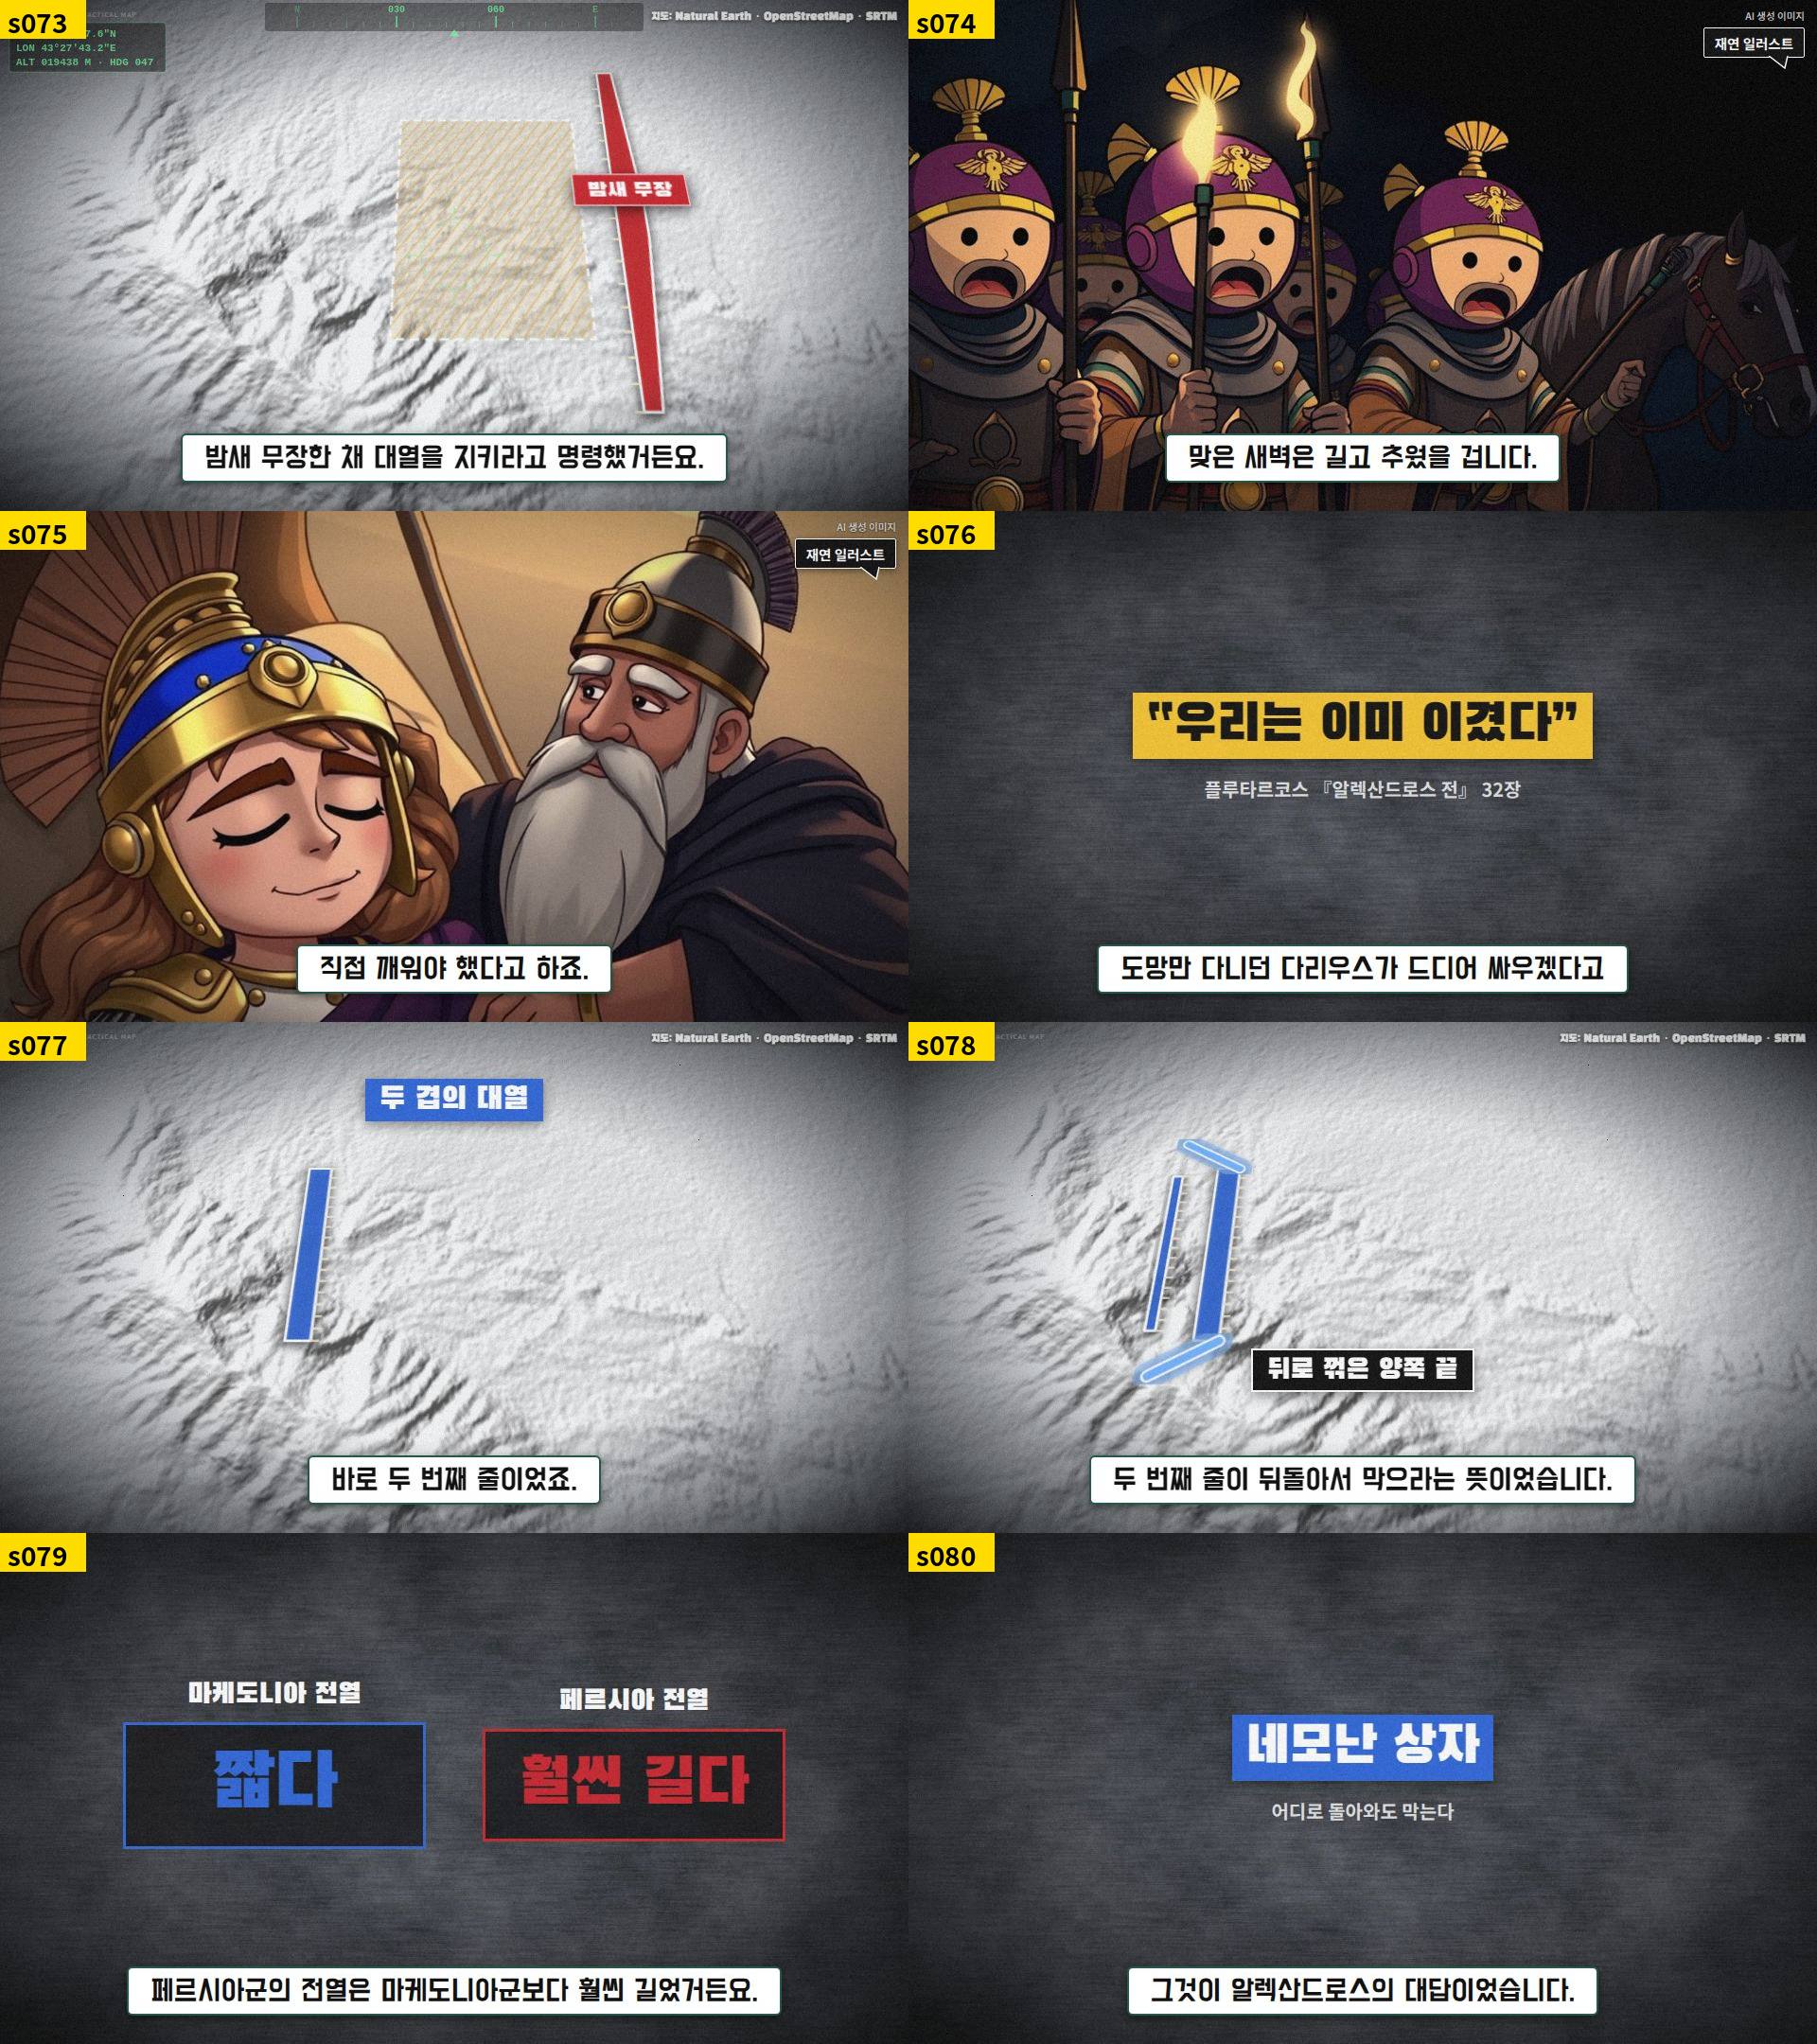 s073
TACTICAL MAP
7.6"N
LON 43°27'43.2"E
ALT 019438 M · HDG 047
N 030 060 E
지도: Natural Earth · OpenStreetMap · SRTM
밤새 무장
밤새 무장한 채 대열을 지키라고 명령했거든요.
s074
AI 생성 이미지
재연 일러스트
맞은 새벽은 길고 추웠을 겁니다.
s075
AI 생성 이미지
재연 일러스트
직접 깨워야 했다고 하죠.
s076
“우리는 이미 이겼다”
플루타르코스 『알렉산드로스 전』 32장
도망만 다니던 다리우스가 드디어 싸우겠다고
s077
ACTICAL MAP
지도: Natural Earth · OpenStreetMap · SRTM
두 겹의 대열
바로 두 번째 줄이었죠.
s078
ACTICAL MAP
지도: Natural Earth · OpenStreetMap · SRTM
뒤로 꺾은 양쪽 끝
두 번째 줄이 뒤돌아서 막으라는 뜻이었습니다.
s079
마케도니아 전열
짧다
페르시아 전열
훨씬 길다
페르시아군의 전열은 마케도니아군보다 훨씬 길었거든요.
s080
네모난 상자
어디로 돌아와도 막는다
그것이 알렉산드로스의 대답이었습니다.